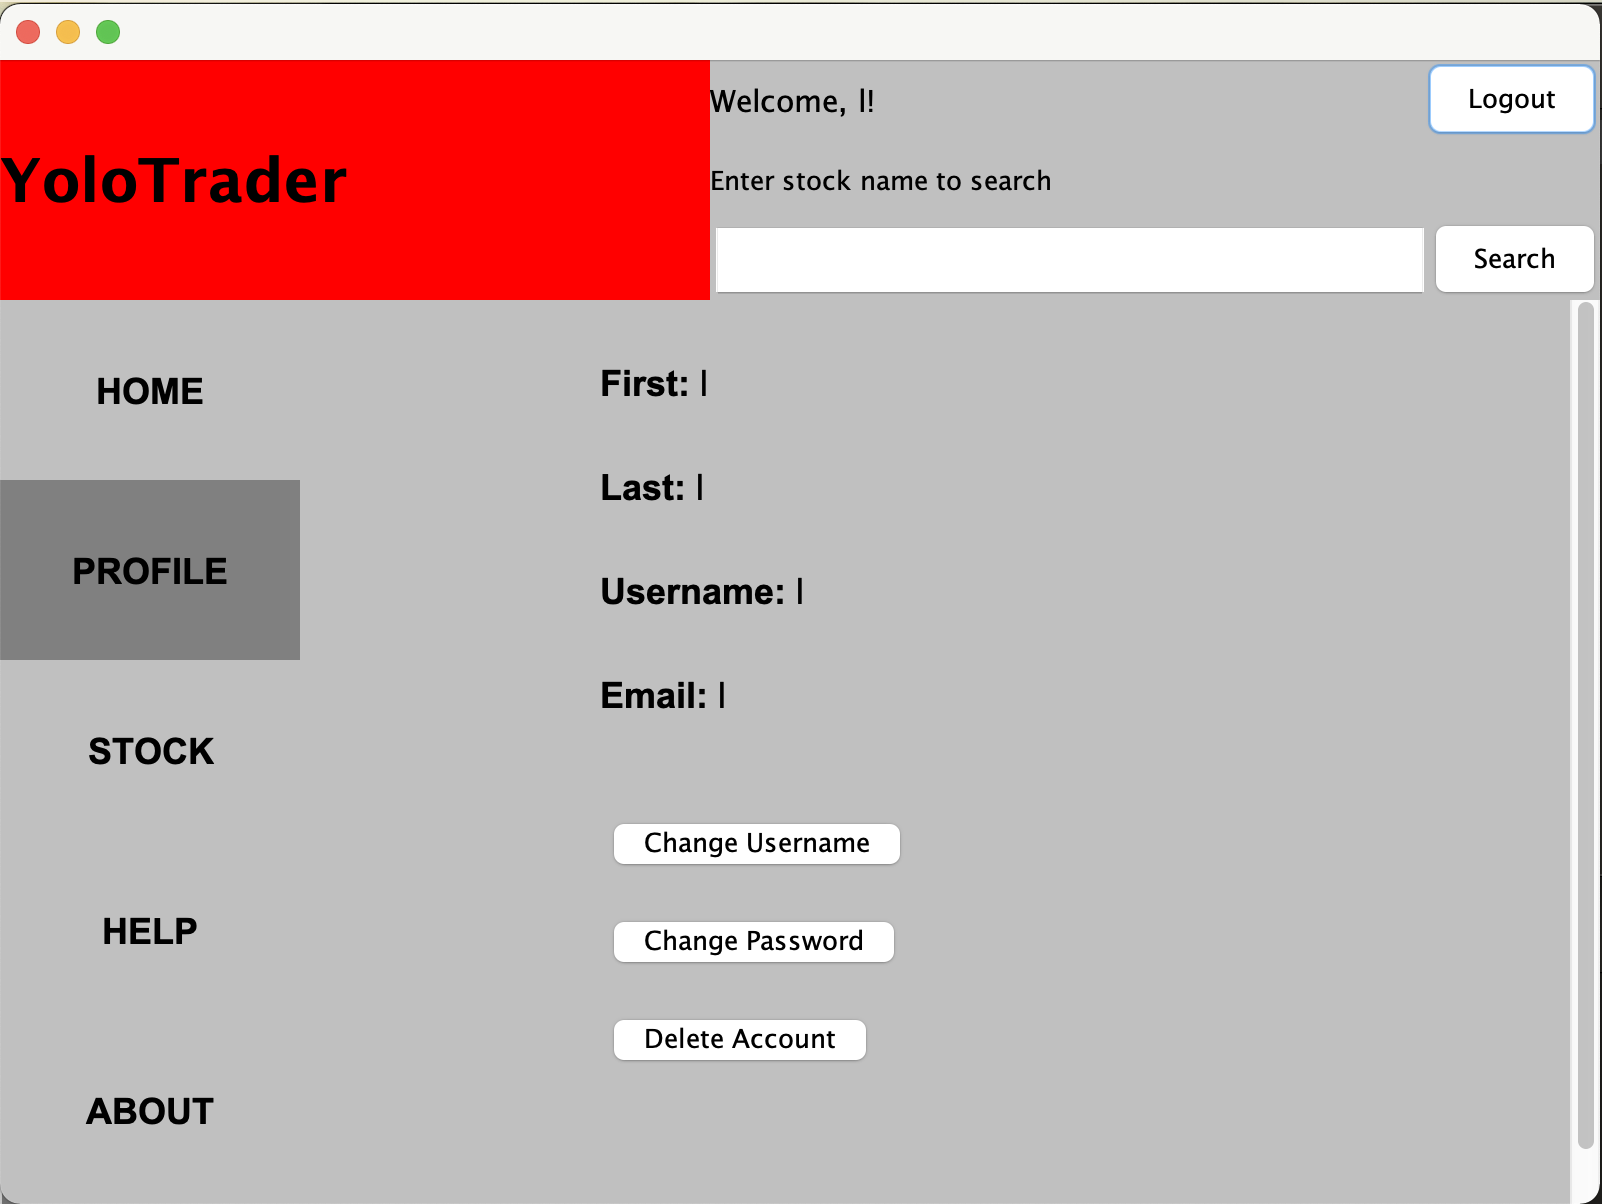 Welcome, l!
Logout
YoloTrader
Enter stock name to search
Search
HOME
PROFILE
STOCK
HELP
ABOUT
First: l
Last: l
Username: l
Email: l
Change Username
Change Password
Delete Account